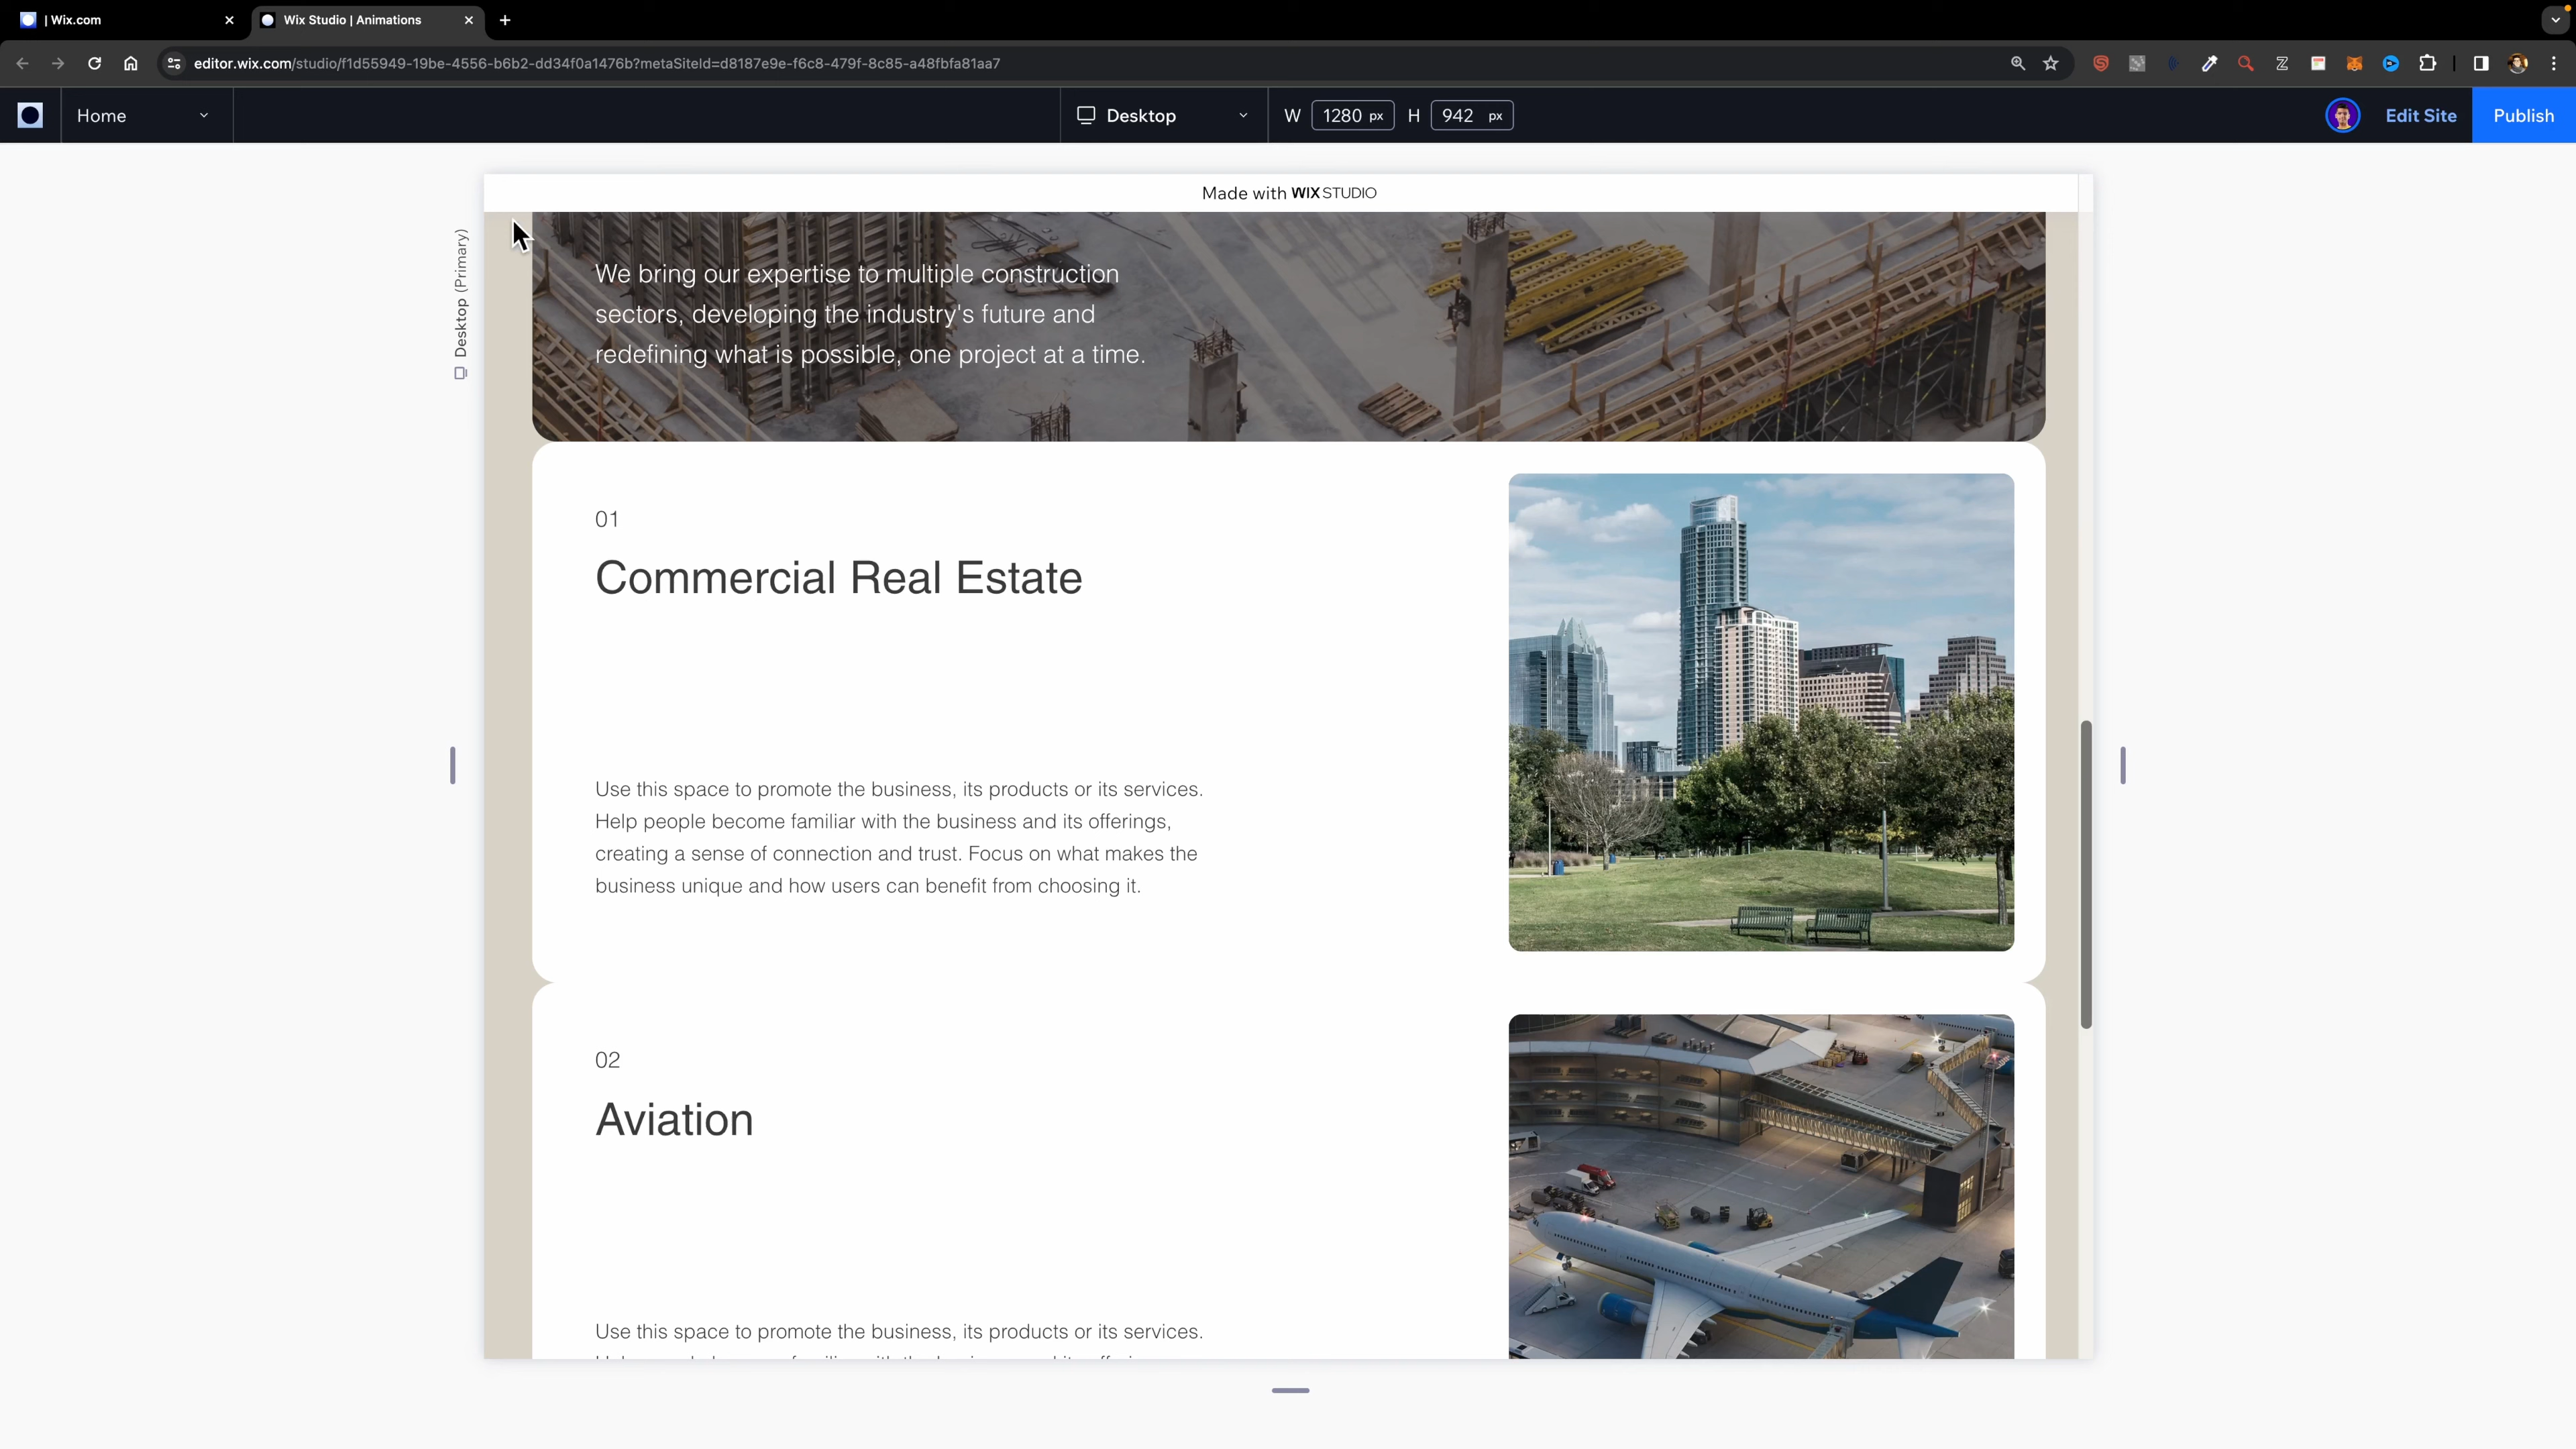 | Wix.com
Wix Studio | Animations
editor.wix.com/studio/f1d55949-19be-4556-b6b2-dd34f0a1476b?metaSiteId=d8187e9e-f6c8-479f-8c85-a48fbfa81aa7
Home
Desktop
W 1280 px H 942 px
Edit Site
Publish
Made with WIX STUDIO
Desktop (Primary)
We bring our expertise to multiple construction
sectors, developing the industry's future and
redefining what is possible, one project at a time.
01
Commercial Real Estate
Use this space to promote the business, its products or its services.
Help people become familiar with the business and its offerings,
creating a sense of connection and trust. Focus on what makes the
business unique and how users can benefit from choosing it.
02
Aviation
Use this space to promote the business, its products or its services.